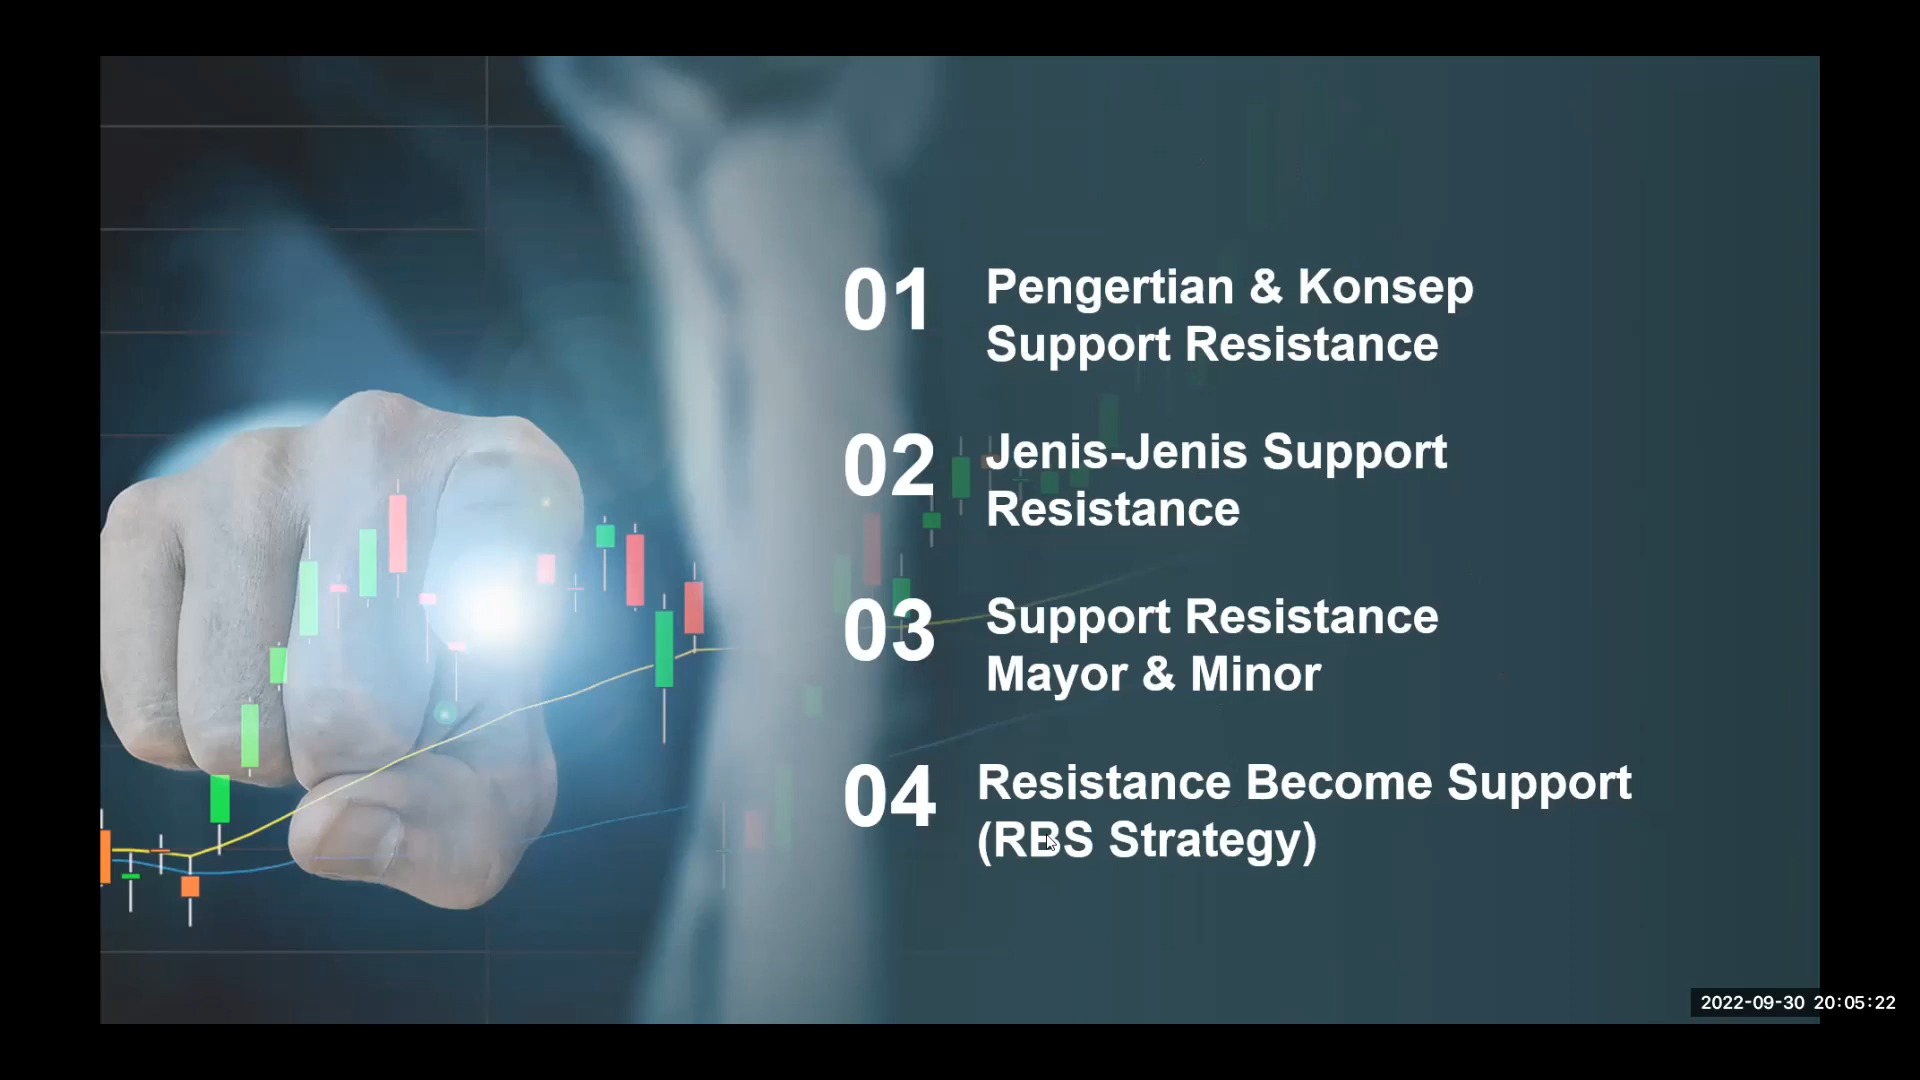 01 Pengertian & Konsep
Support Resistance
02 Jenis-Jenis Support
Resistance
03 Support Resistance
Mayor & Minor
04 Resistance Become Support
(RBS Strategy)
2022-09-30 20:05:22